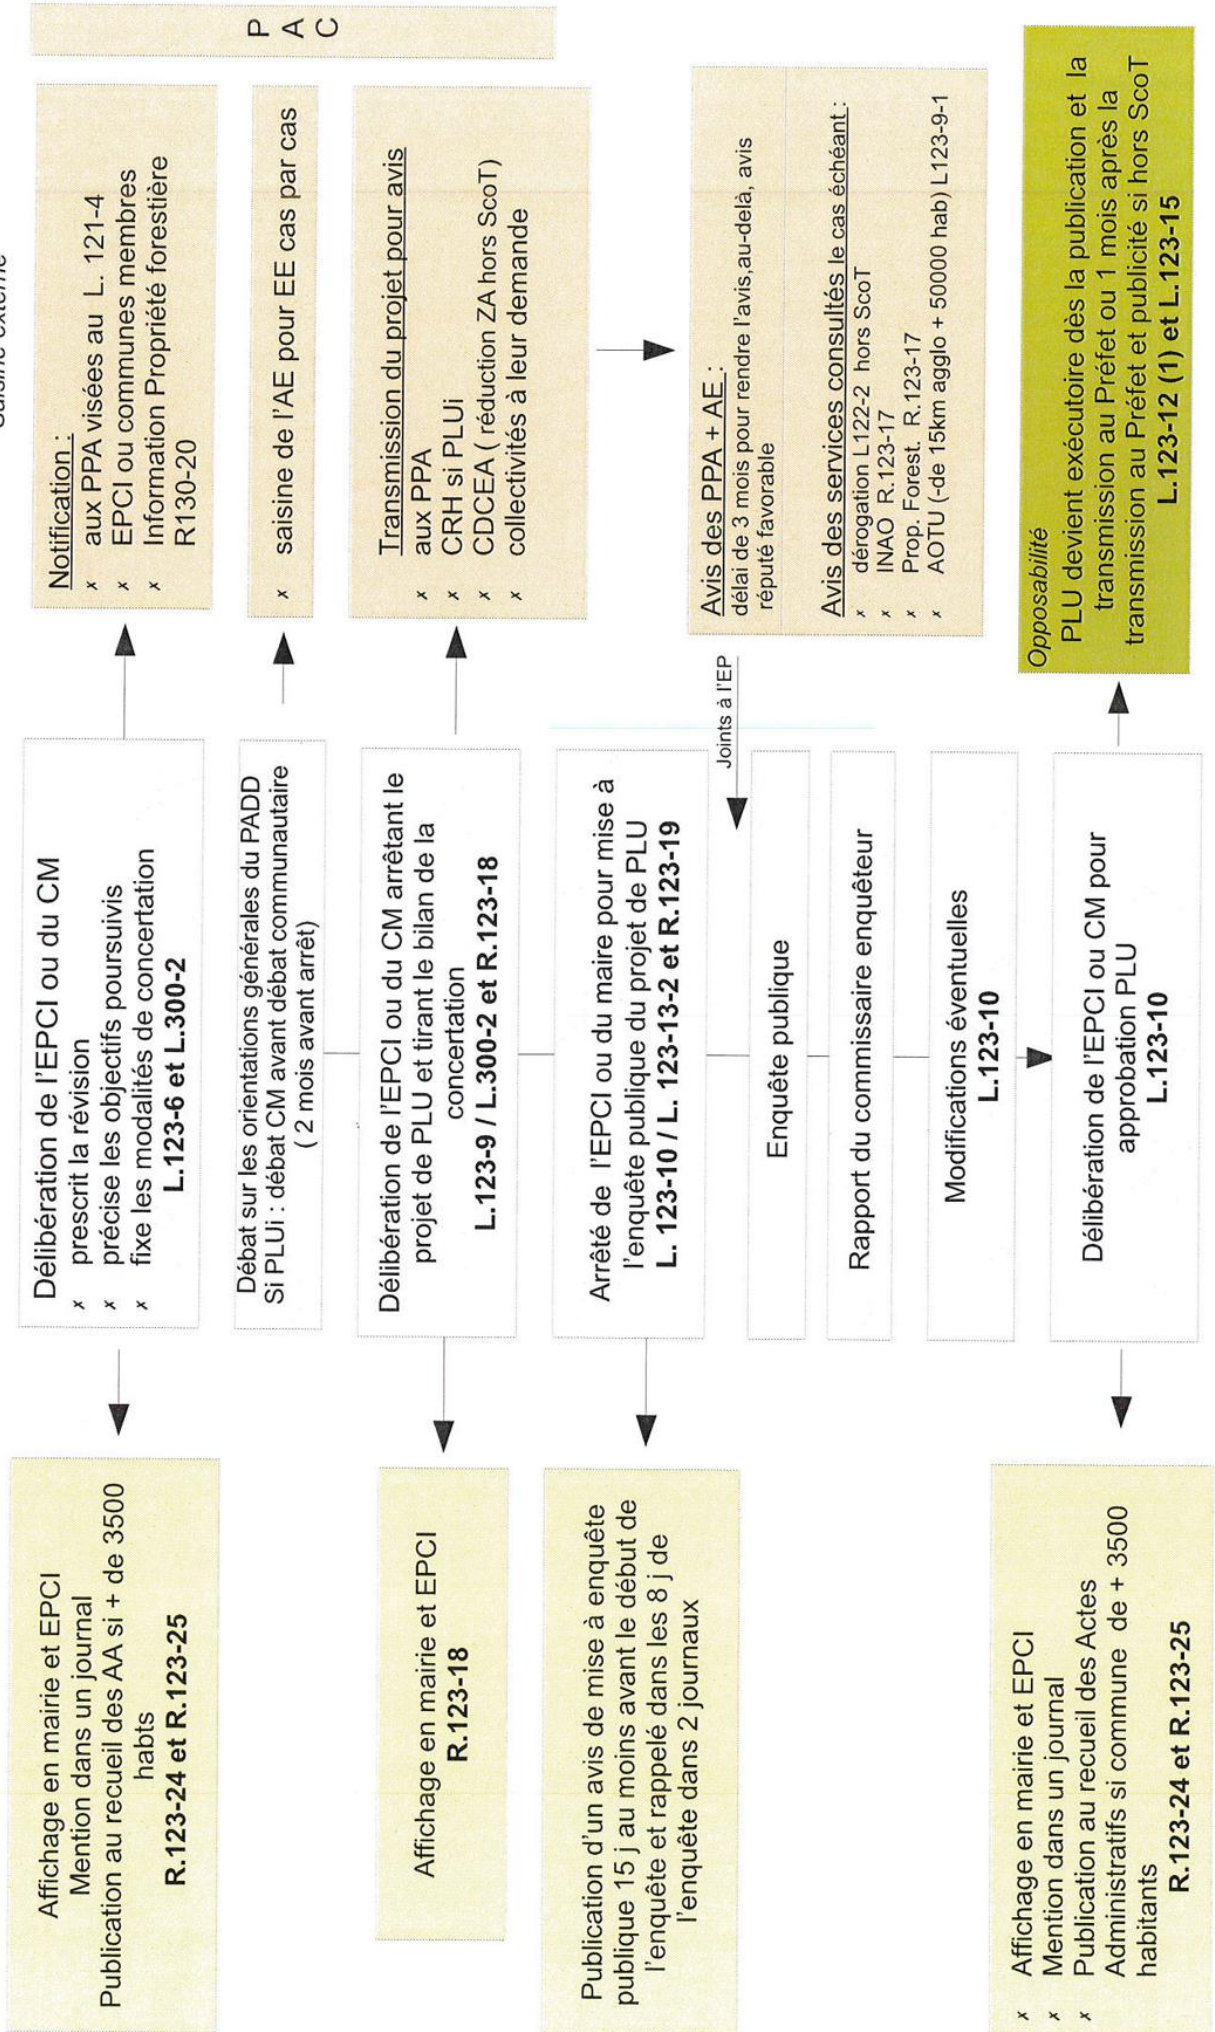 Saisine externe
Affichage en mairie et EPCI
Mention dans un journal
Publication au recueil des AA si + de 3500
habts
R.123-24 et R.123-25
Délibération de l'EPCI ou du CM
x prescrit la révision
x précise les objectifs poursuivis
x fixe les modalités de concertation
L.123-6 et L.300-2
Notification :
x aux PPA visées au L. 121-4
x EPCI ou communes membres
x Information Propriété forestière
R130-20
P
A
C
Débat sur les orientations générales du PADD
Si PLUi : débat CM avant débat communautaire
( 2 mois avant arrêt)
x saisine de l'AE pour EE cas par cas
Affichage en mairie et EPCI
R.123-18
Délibération de l'EPCI ou du CM arrêtant le
projet de PLU et tirant le bilan de la
concertation
L.123-9 / L.300-2 et R.123-18
Transmission du projet pour avis
x aux PPA
x CRH si PLUi
x CDCEA ( réduction ZA hors ScoT)
x collectivités à leur demande
Publication d'un avis de mise à enquête
publique 15 j au moins avant le début de
l'enquête et rappelé dans les 8 j de
l'enquête dans 2 journaux
Arrêté de l'EPCI ou du maire pour mise à
l'enquête publique du projet de PLU
L. 123-10 / L. 123-13-2 et R.123-19
Avis des PPA + AE :
délai de 3 mois pour rendre l'avis,au-delà, avis
réputé favorable
Avis des services consultés le cas échéant :
x dérogation L122-2 hors ScoT
x INAO R.123-17
x Prop. Forest. R.123-17
x AOTU (-de 15km agglo + 50000 hab) L123-9-1
Joints à l'EP
Enquête publique
Rapport du commissaire enquêteur
Modifications éventuelles
L.123-10
x Affichage en mairie et EPCI
x Mention dans un journal
x Publication au recueil des Actes
Administratifs si commune de + 3500
habitants
R.123-24 et R.123-25
Délibération de l'EPCI ou CM pour
approbation PLU
L.123-10
Opposabilité
PLU devient exécutoire dès la publication et la
transmission au Préfet ou 1 mois après la
transmission au Préfet et publicité si hors ScoT
L.123-12 (1) et L.123-15